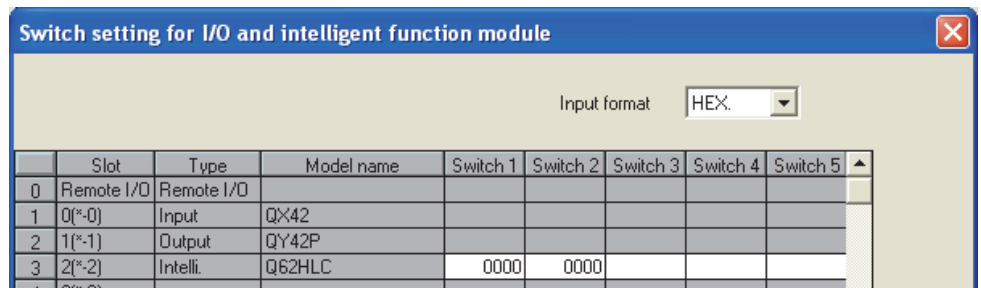 Switch setting for I/O and intelligent function module
Input format HEX.
Slot Type Model name Switch 1 Switch 2 Switch 3 Switch 4 Switch 5
0 Remote I/O Remote I/O
1 0(*-0) Input QX42
2 1(*-1) Output QY42P
3 2(*-2) Intelli. Q62HLC 0000 0000